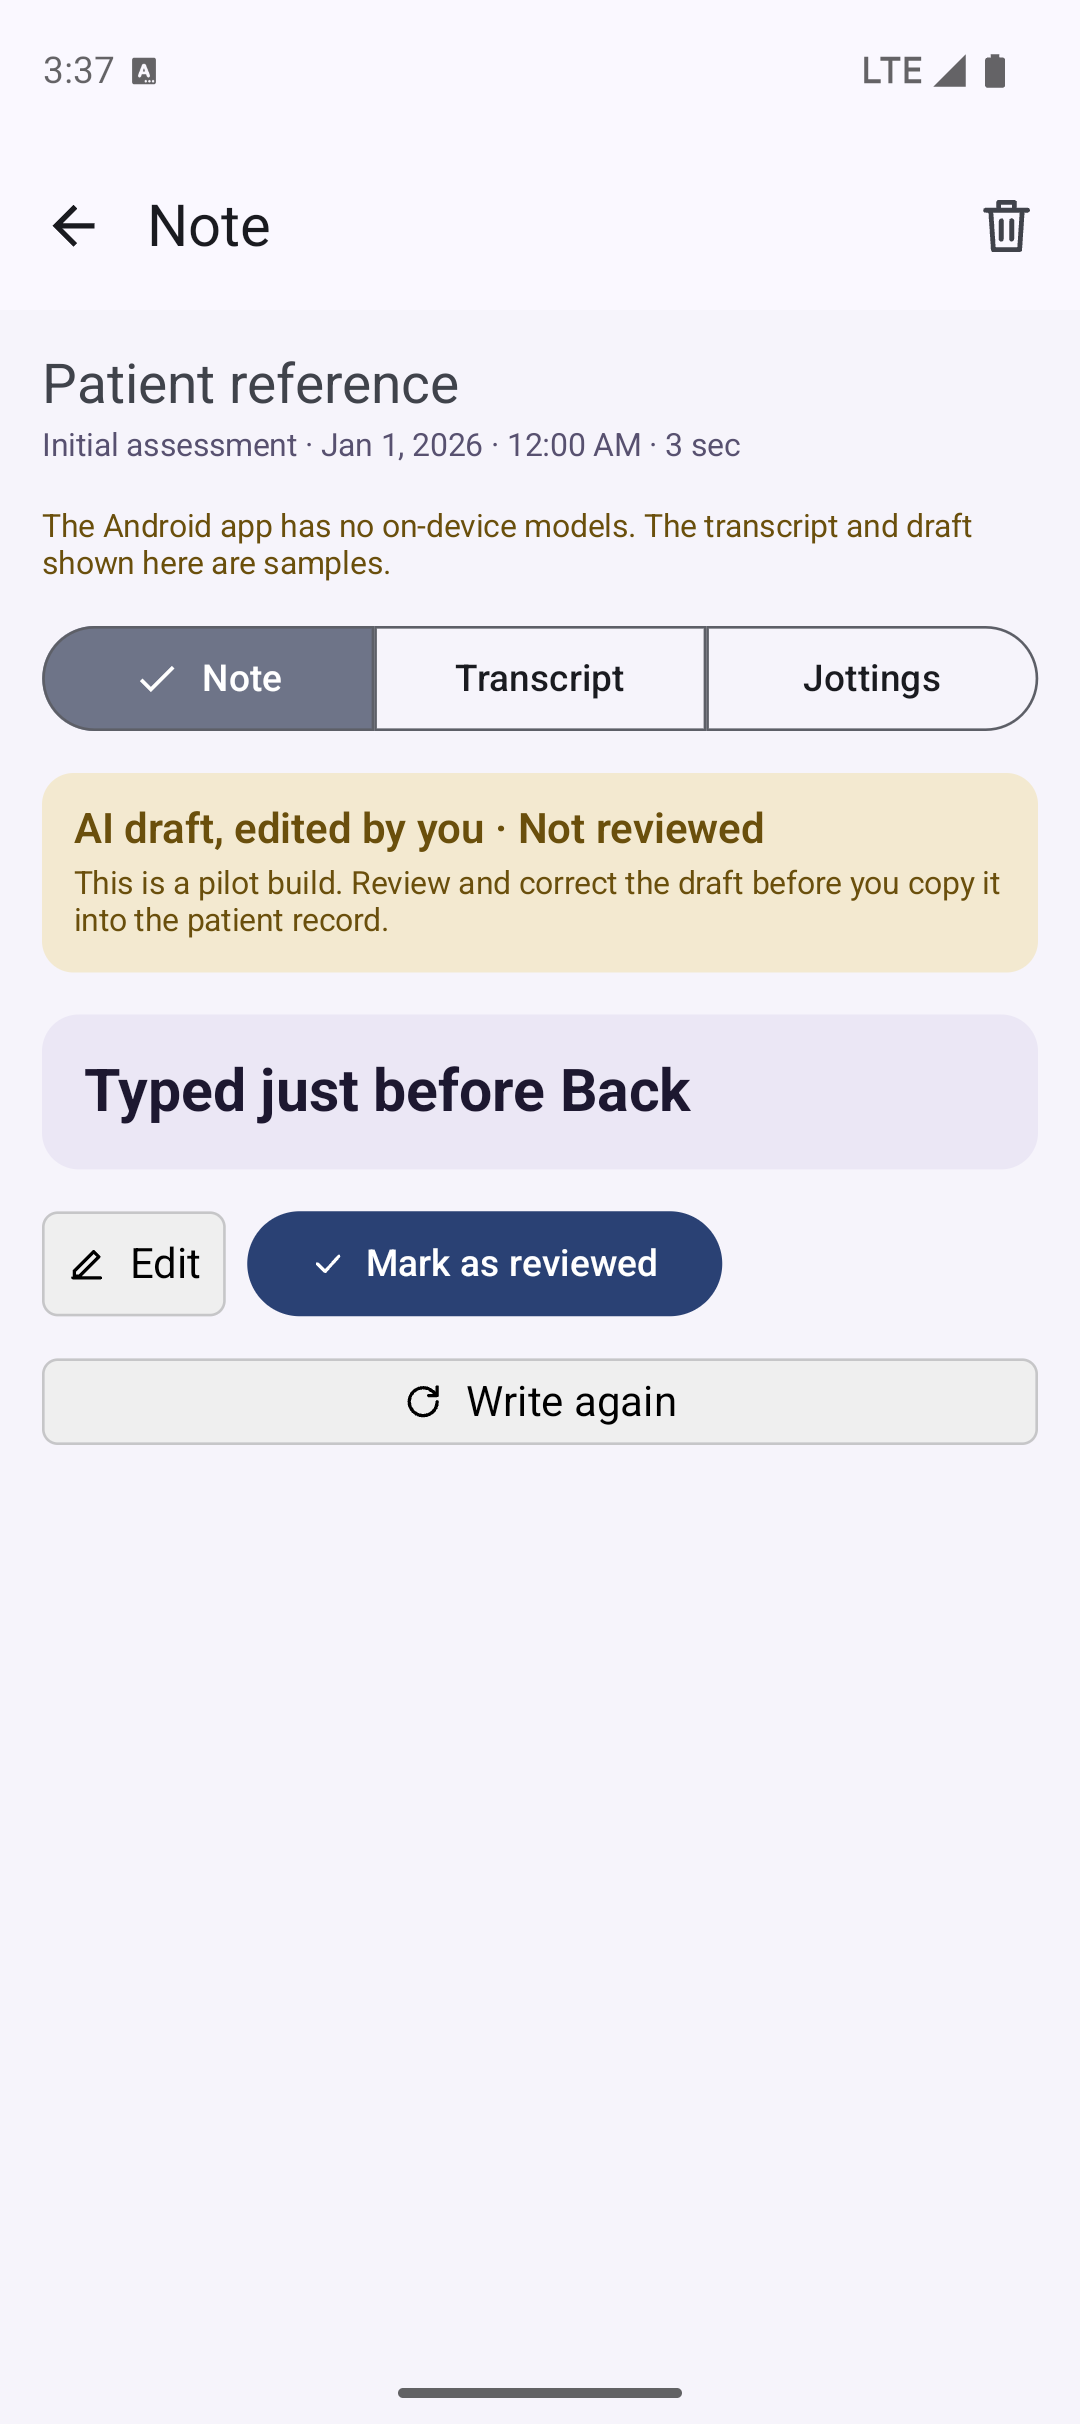 3:37
LTE
Note
Patient reference
Initial assessment · Jan 1, 2026 · 12:00 AM · 3 sec
The Android app has no on-device models. The transcript and draft
shown here are samples.
Note
Transcript
Jottings
AI draft, edited by you · Not reviewed
This is a pilot build. Review and correct the draft before you copy it
into the patient record.
Typed just before Back
Edit
Mark as reviewed
Write again